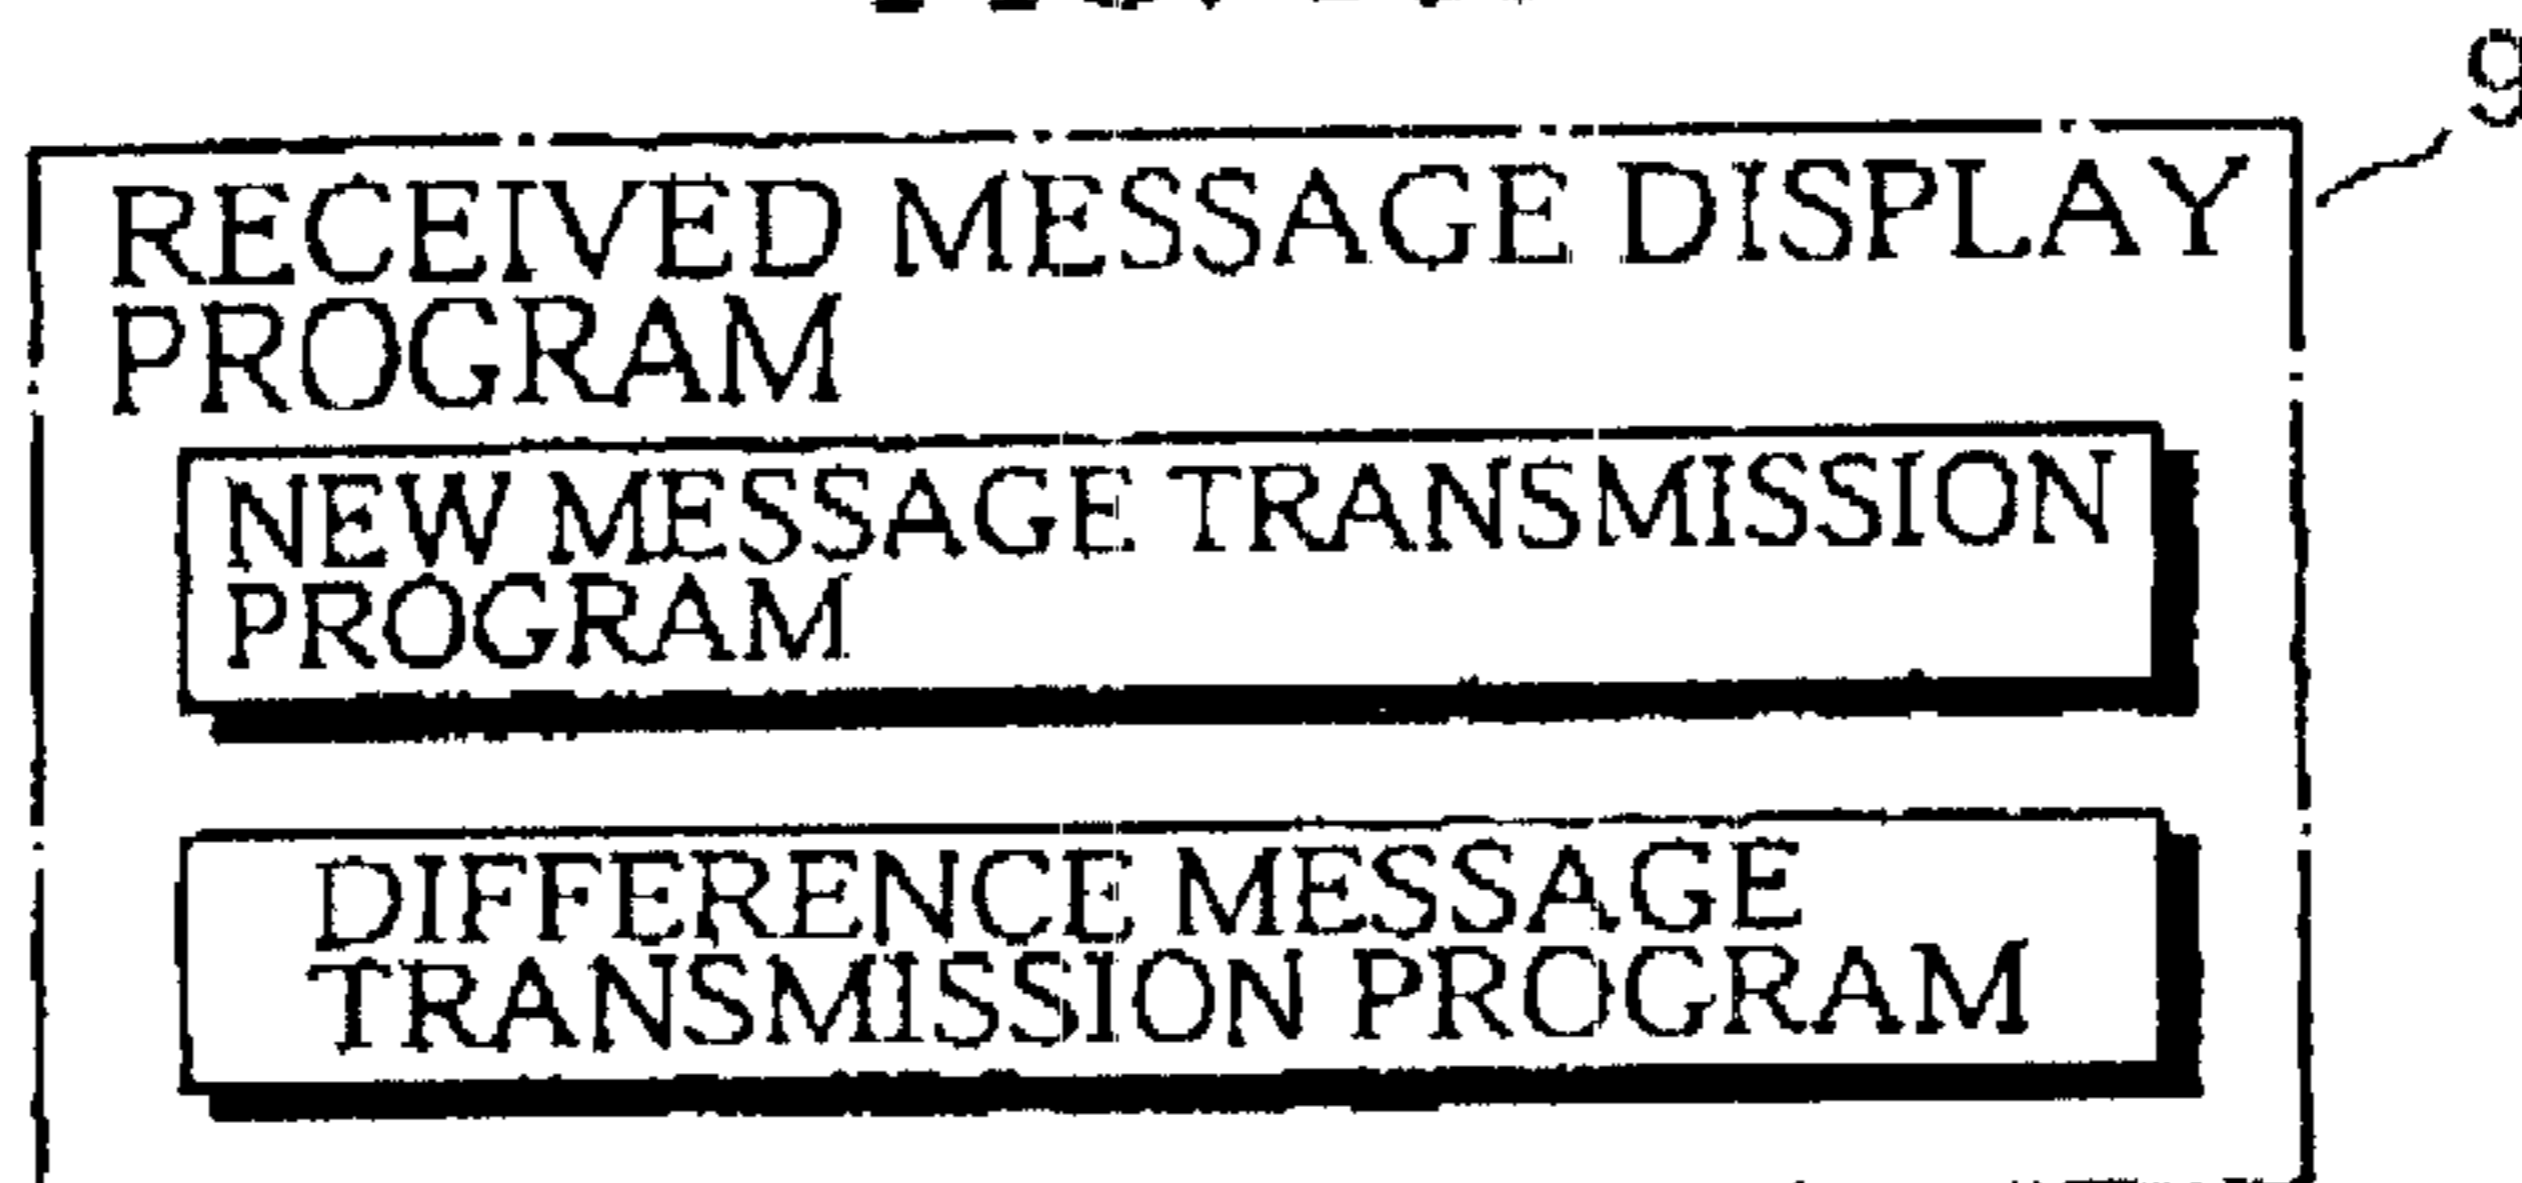 RECEIVED MESSAGE DISPLAY
PROGRAM
NEW MESSAGE TRANSMISSION
PROGRAM
DIFFERENCE MESSAGE
TRANSMISSION PROGRAM